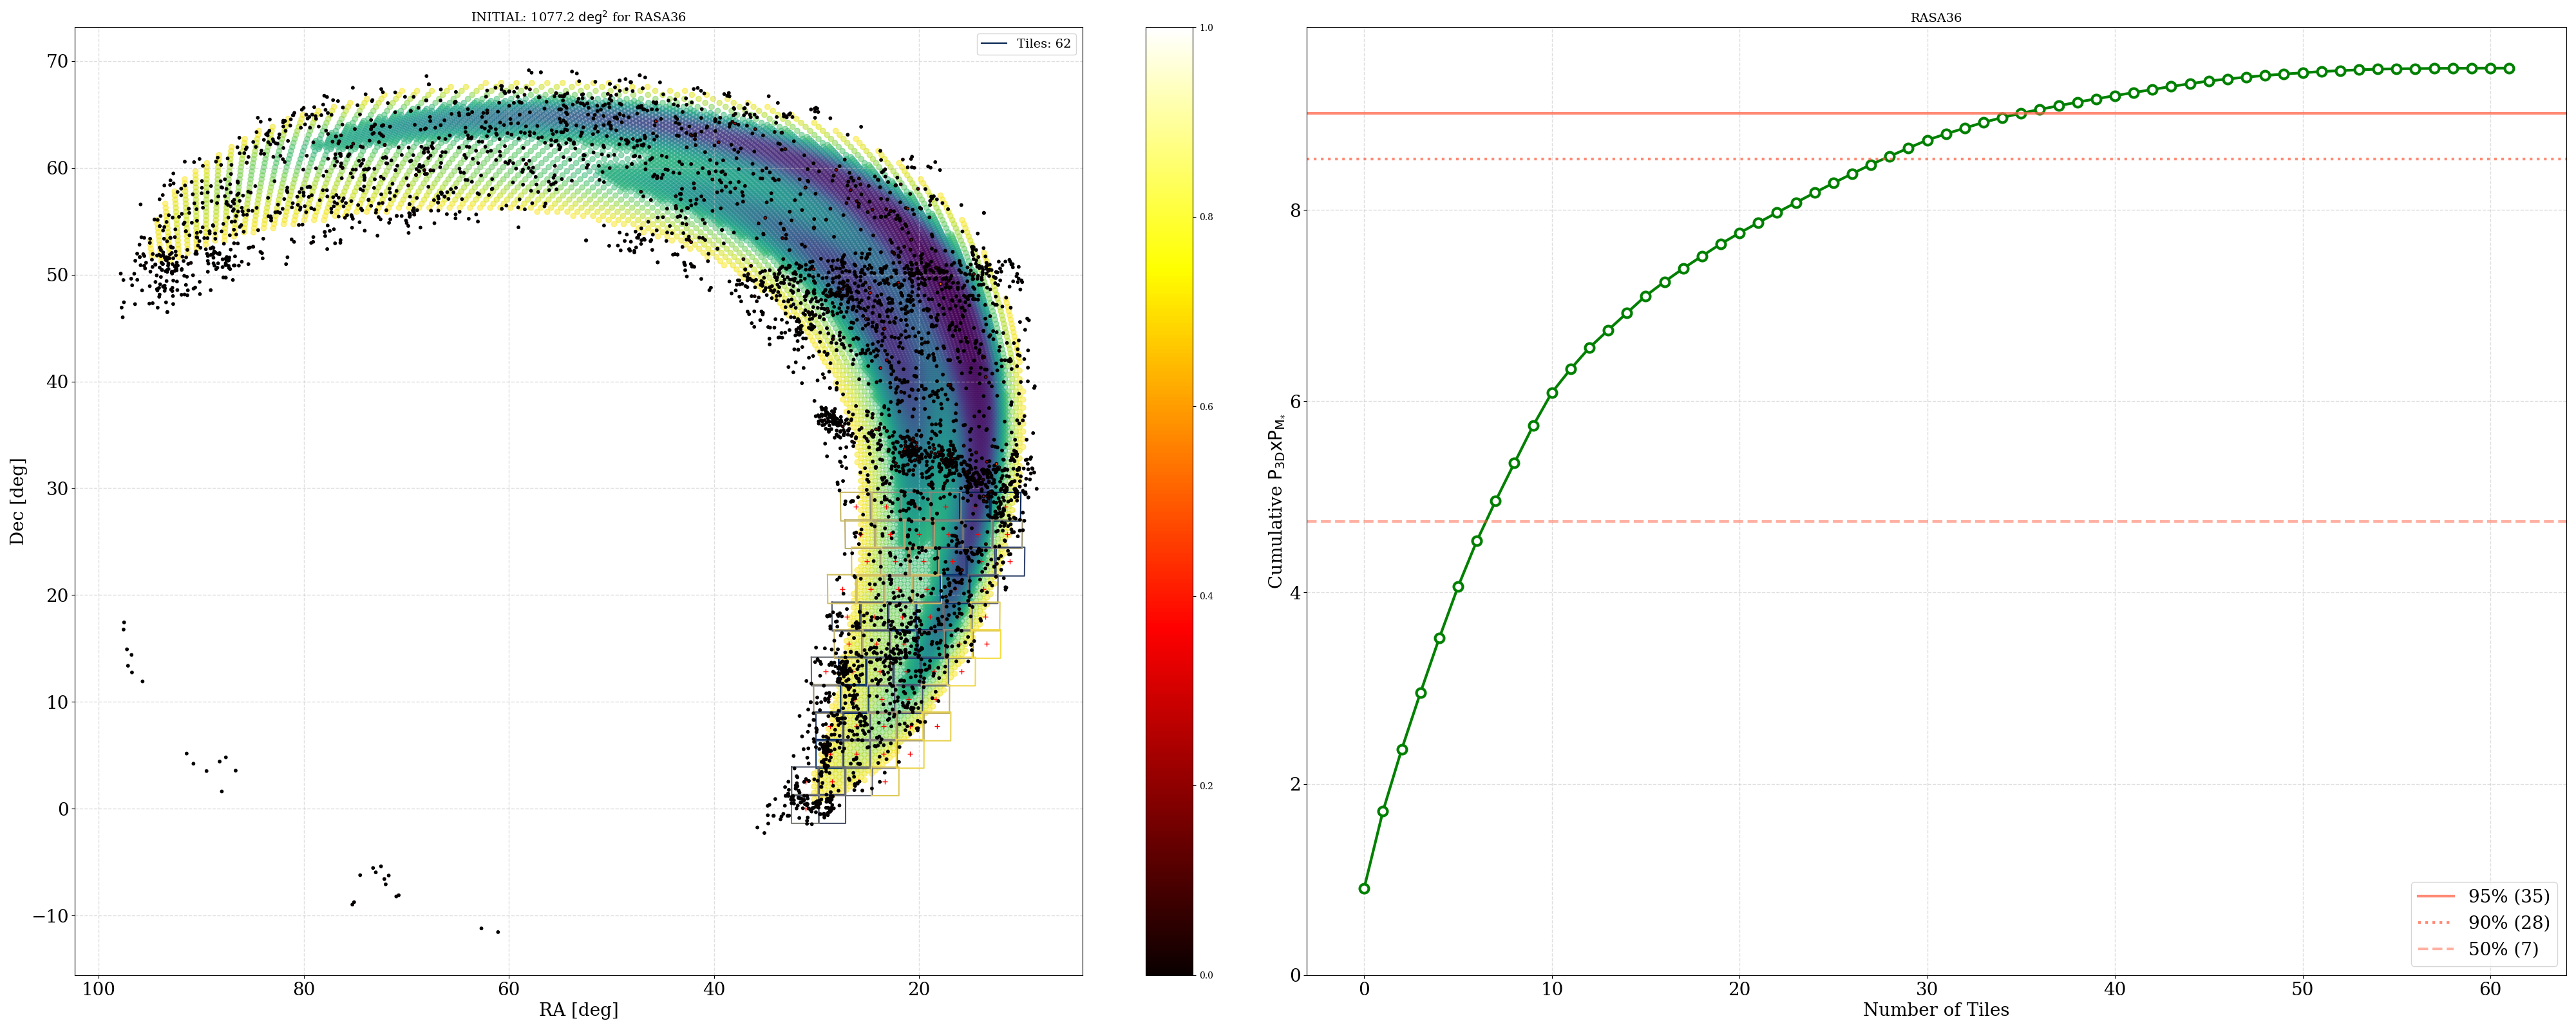 INITIAL: 1077.2 deg² for RASA36
Tiles: 62
70
60
50
40
30
20
10
0
−10
Dec [deg]
100 80 60 40 20
RA [deg]
1.0
0.8
0.6
0.4
0.2
0.0
RASA36
8
6
4
2
0
Cumulative P_3DxP_M*
95% (35)
90% (28)
50% (7)
0 10 20 30 40 50 60
Number of Tiles